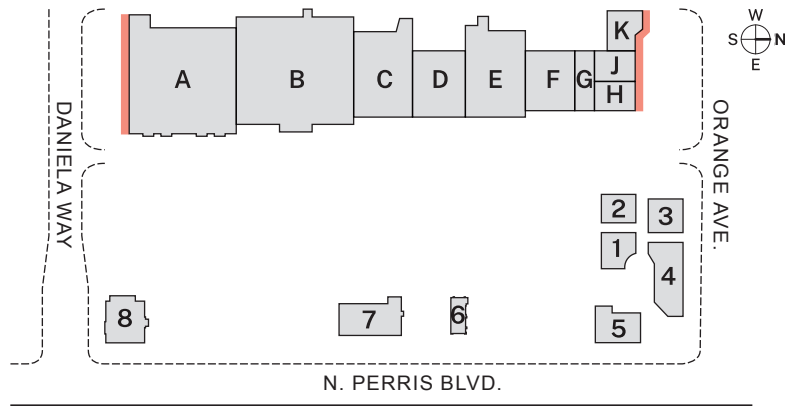 W
S N
E
K
A B C D E F G J
H
DANIELA WAY
ORANGE AVE.
2 3
1
4
8 7 6 5
N. PERRIS BLVD.